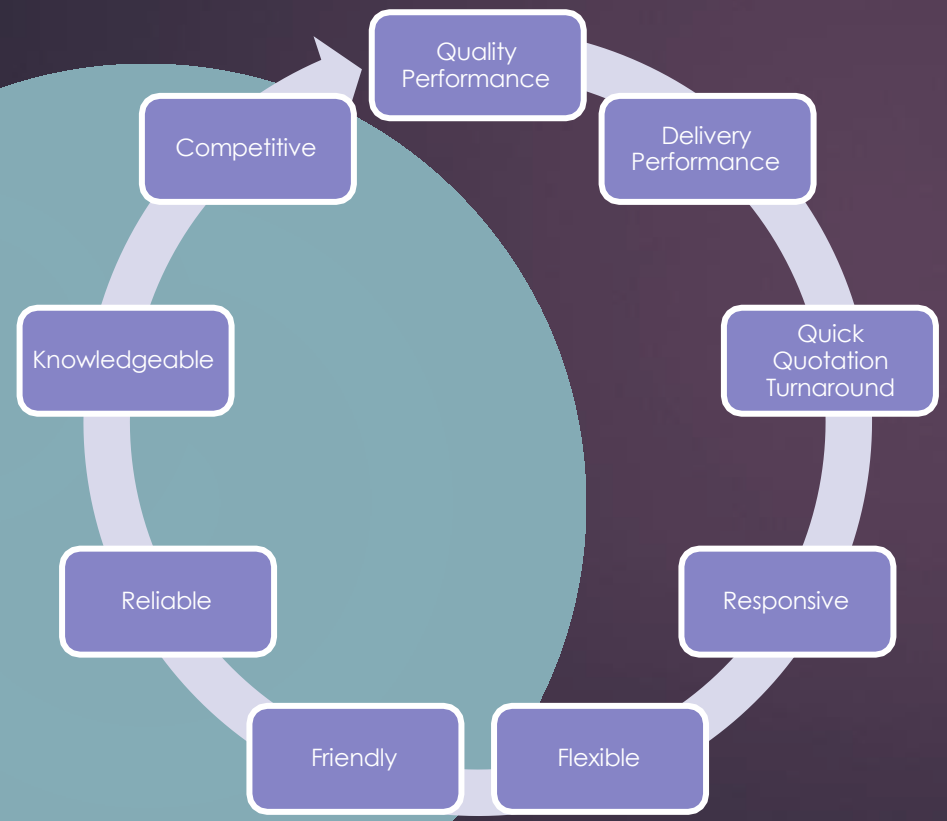 Quality
Performance
Delivery
Performance
Quick
Quotation
Turnaround
Responsive
Flexible
Friendly
Reliable
Knowledgeable
Competitive